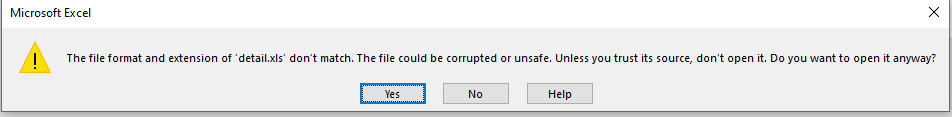 Microsoft Excel
The file format and extension of 'detail.xls' don't match. The file could be corrupted or unsafe. Unless you trust its source, don't open it. Do you want to open it anyway?
Yes
No
Help